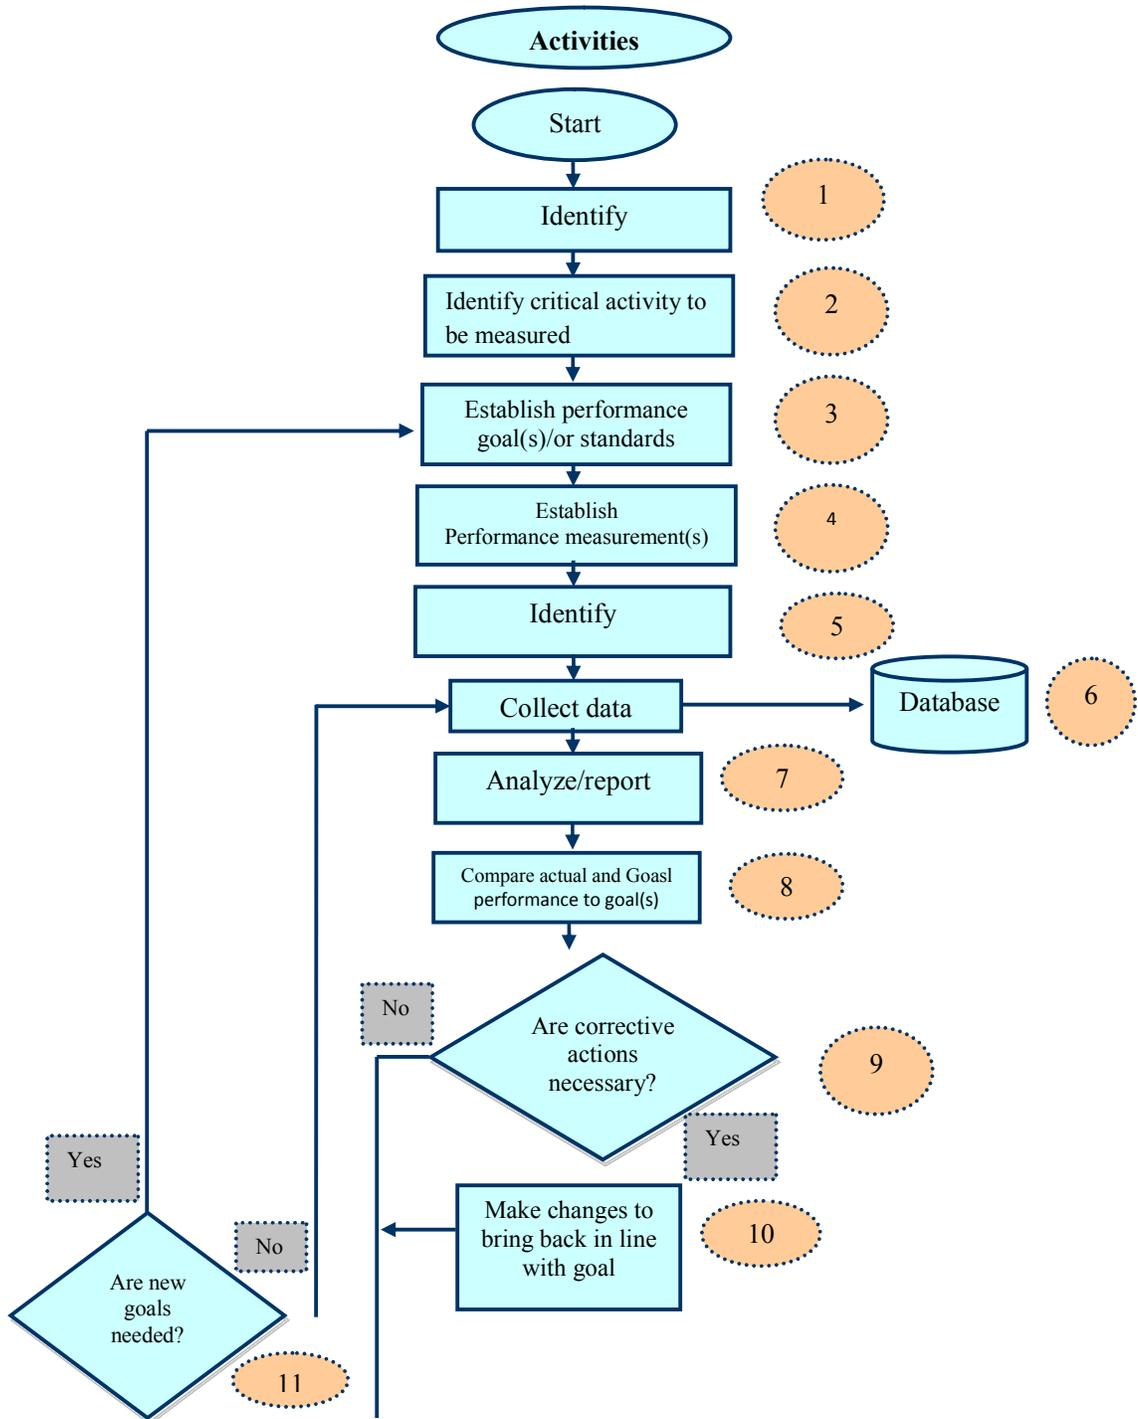 Activities
Start
Identify
1
Identify critical activity to
be measured
2
Establish performance
goal(s)/or standards
3
Establish
Performance measurement(s)
4
Identify
5
Collect data
Database
6
Analyze/report
7
Compare actual and Goasl
performance to goal(s)
8
No
Are corrective
actions
necessary?
9
Yes
Yes
Make changes to
bring back in line
with goal
10
No
Are new
goals
needed?
11